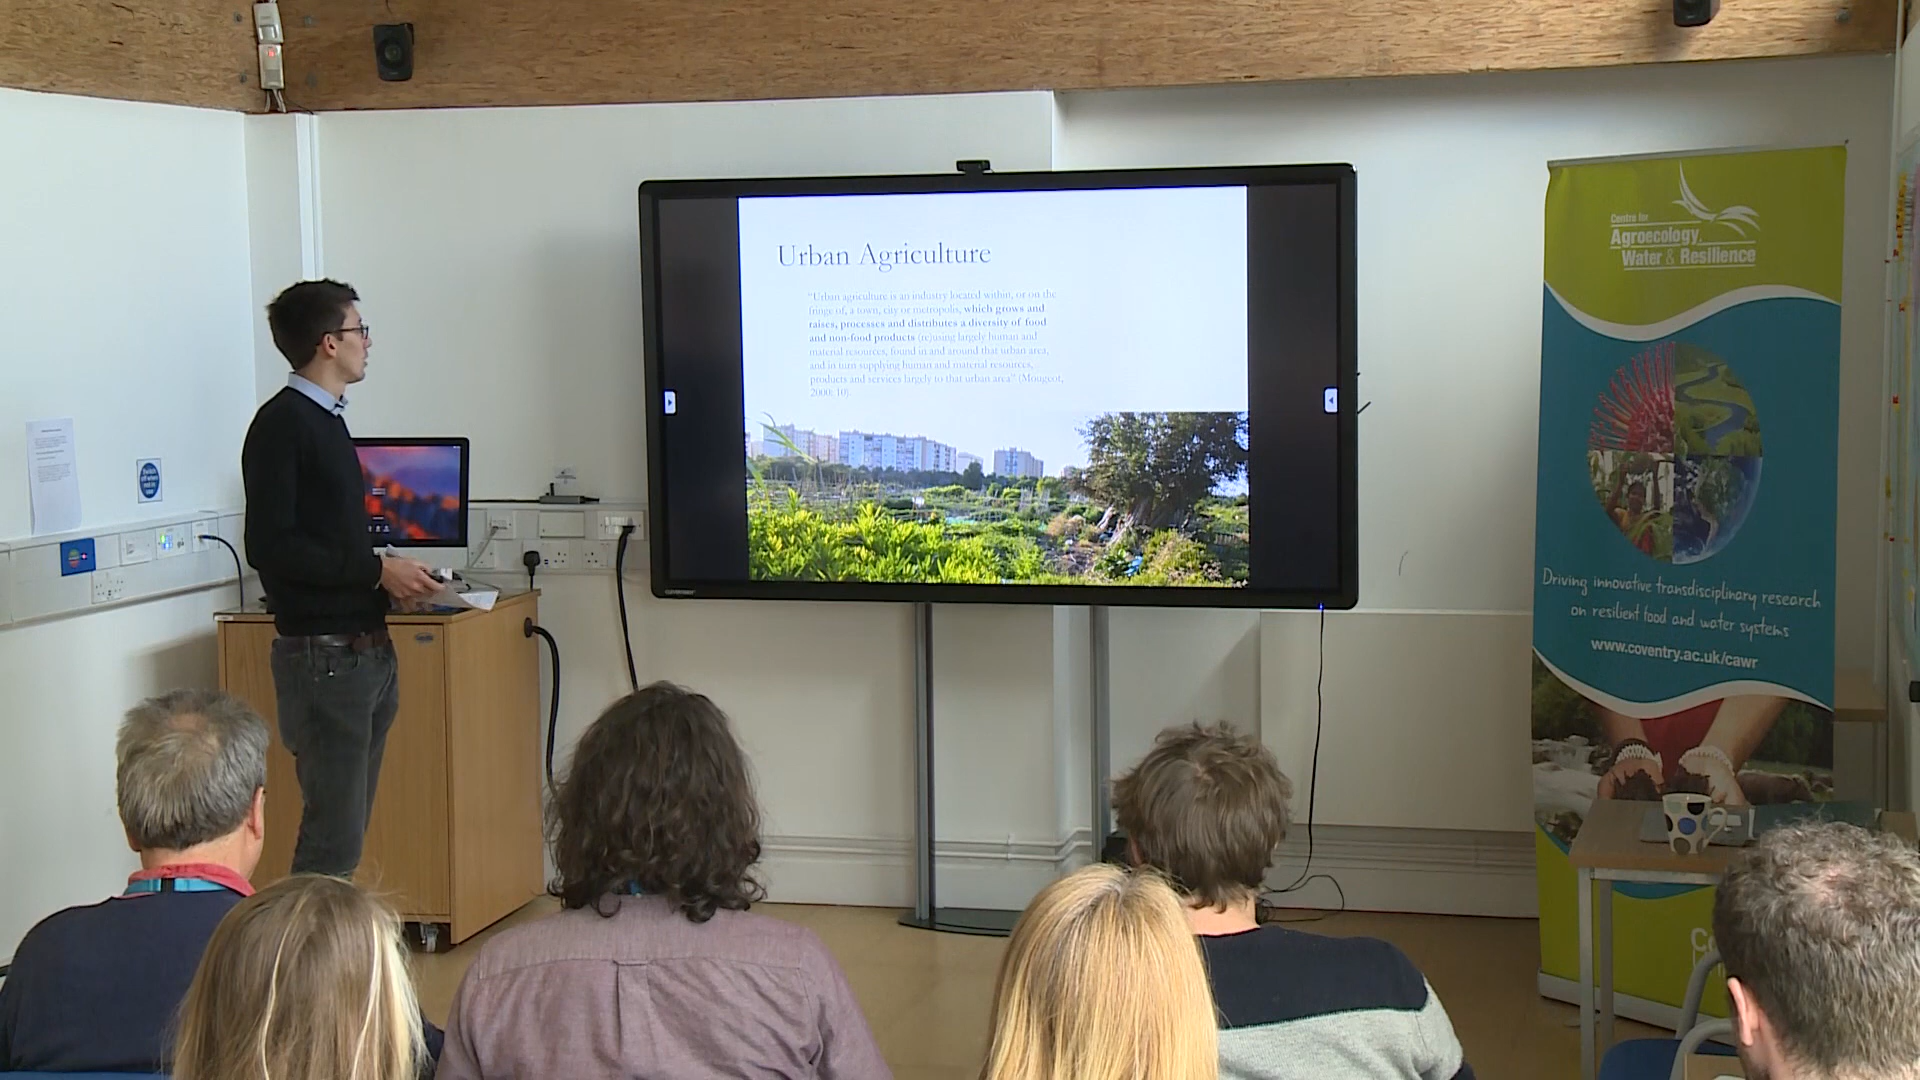 Urban Agriculture
"Urban agriculture is an industry located within, or on the
fringe of, a town, city or metropolis, which grows and
raises, processes and distributes a diversity of food
and non-food products (re)using largely human and
material resources, found in and around that urban area,
and in turn supplying human and material resources,
products and services largely to that urban area" (Mougeot,
2000: 10).
Centre for
Agroecology,
Water & Resilience
Driving innovative transdisciplinary research
on resilient food and water systems
www.coventry.ac.uk/cawr